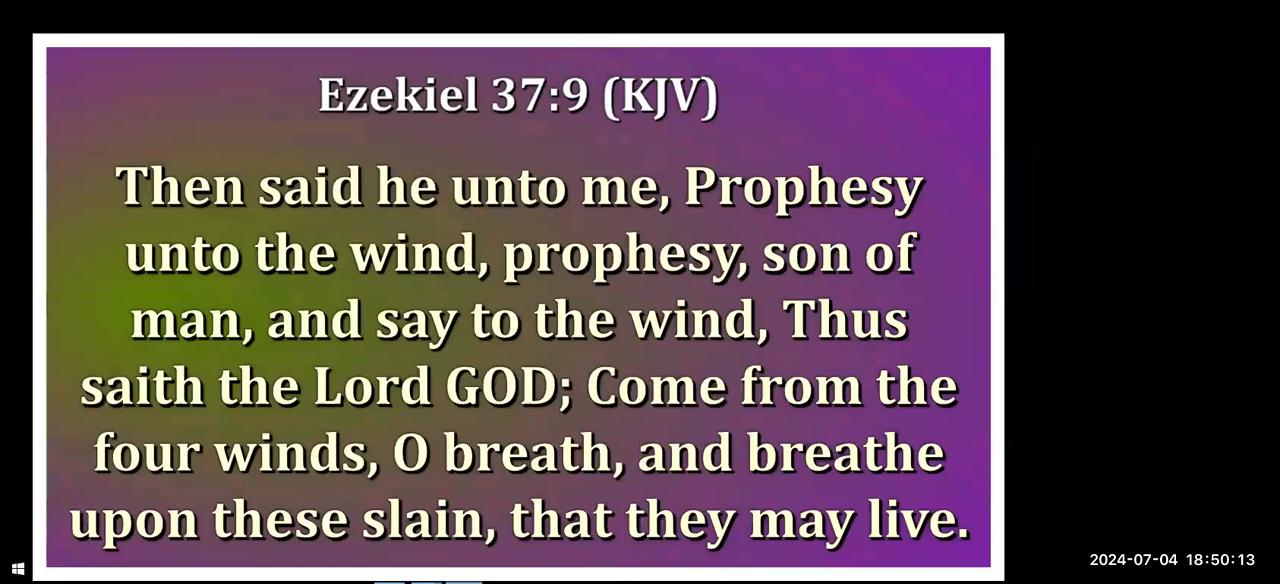 Ezekiel 37:9 (KJV)
Then said he unto me, Prophesy
unto the wind, prophesy, son of
man, and say to the wind, Thus
saith the Lord GOD; Come from the
four winds, O breath, and breathe
upon these slain, that they may live.
2024-07-04 18:50:13